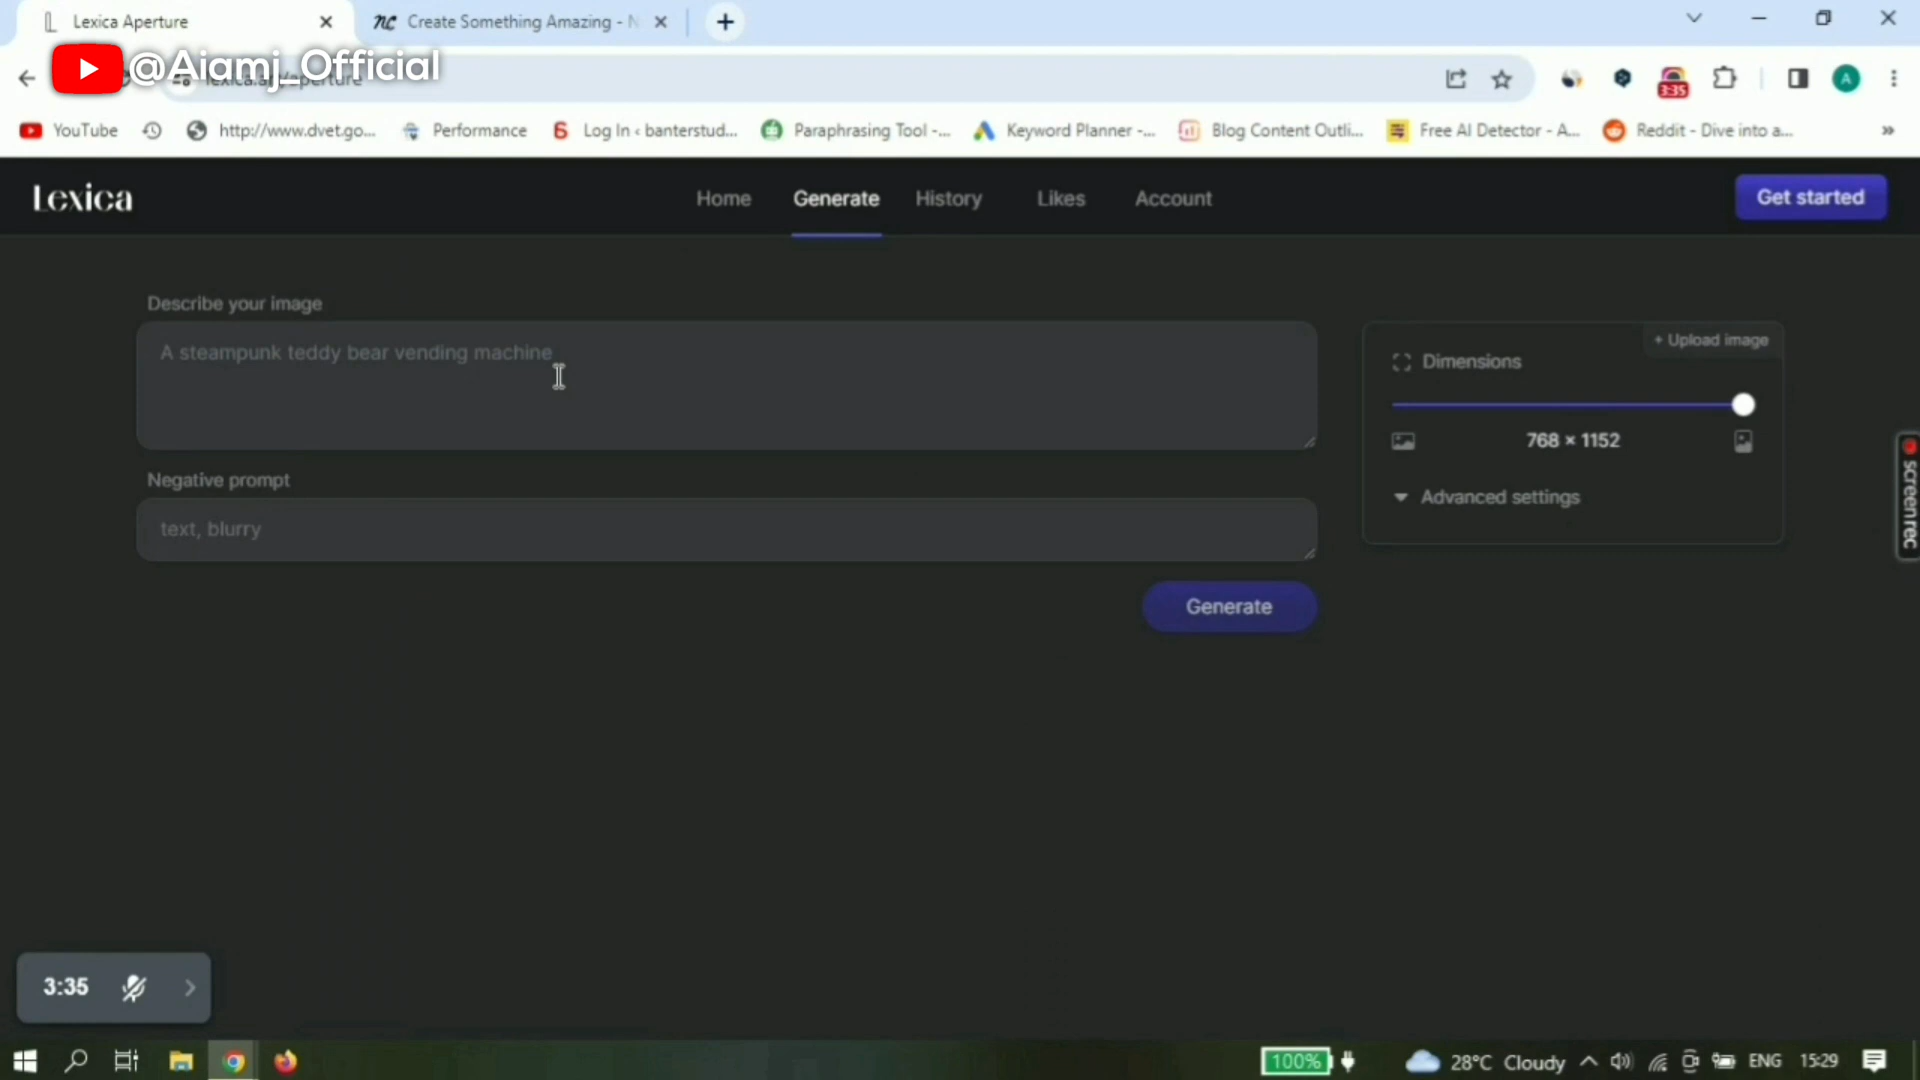 Lexica Aperture
Create Something Amazing - N
@Aiamj_Official
YouTube
http://www.dvet.go...
Performance
Log In ‹ banterstud...
Paraphrasing Tool -...
Keyword Planner -...
Blog Content Outli...
Free AI Detector - A...
Reddit - Dive into a...
Lexica
Home
Generate
History
Likes
Account
Get started
Describe your image
A steampunk teddy bear vending machine
+ Upload image
Dimensions
768 × 1152
Advanced settings
Negative prompt
text, blurry
Generate
screenrec
3:35
A
3:35
100%
28°C Cloudy
ENG
15:29